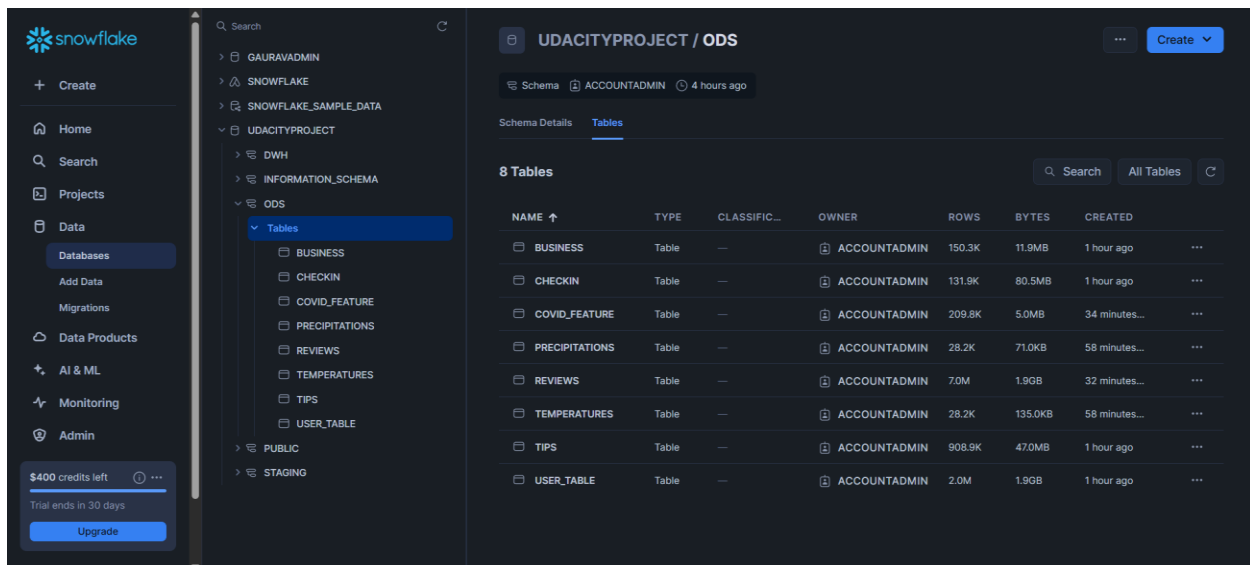 snowflake
Create
Home
Search
Projects
Data
Databases
Add Data
Migrations
Data Products
AI & ML
Monitoring
Admin
$400 credits left
Trial ends in 30 days
Upgrade
Search
GAURAVADMIN
SNOWFLAKE
SNOWFLAKE_SAMPLE_DATA
UDACITYPROJECT
DWH
INFORMATION_SCHEMA
ODS
Tables
BUSINESS
CHECKIN
COVID_FEATURE
PRECIPITATIONS
REVIEWS
TEMPERATURES
TIPS
USER_TABLE
PUBLIC
STAGING
UDACITYPROJECT / ODS
... Create
Schema ACCOUNTADMIN 4 hours ago
Schema Details Tables
8 Tables Search All Tables
NAME TYPE CLASSIFIC... OWNER ROWS BYTES CREATED
BUSINESS Table — ACCOUNTADMIN 150.3K 11.9MB 1 hour ago ...
CHECKIN Table — ACCOUNTADMIN 131.9K 80.5MB 1 hour ago ...
COVID_FEATURE Table — ACCOUNTADMIN 209.8K 5.0MB 34 minutes... ...
PRECIPITATIONS Table — ACCOUNTADMIN 28.2K 71.0KB 58 minutes... ...
REVIEWS Table — ACCOUNTADMIN 7.0M 1.9GB 32 minutes... ...
TEMPERATURES Table — ACCOUNTADMIN 28.2K 135.0KB 58 minutes... ...
TIPS Table — ACCOUNTADMIN 908.9K 47.0MB 1 hour ago ...
USER_TABLE Table — ACCOUNTADMIN 2.0M 1.9GB 1 hour ago ...